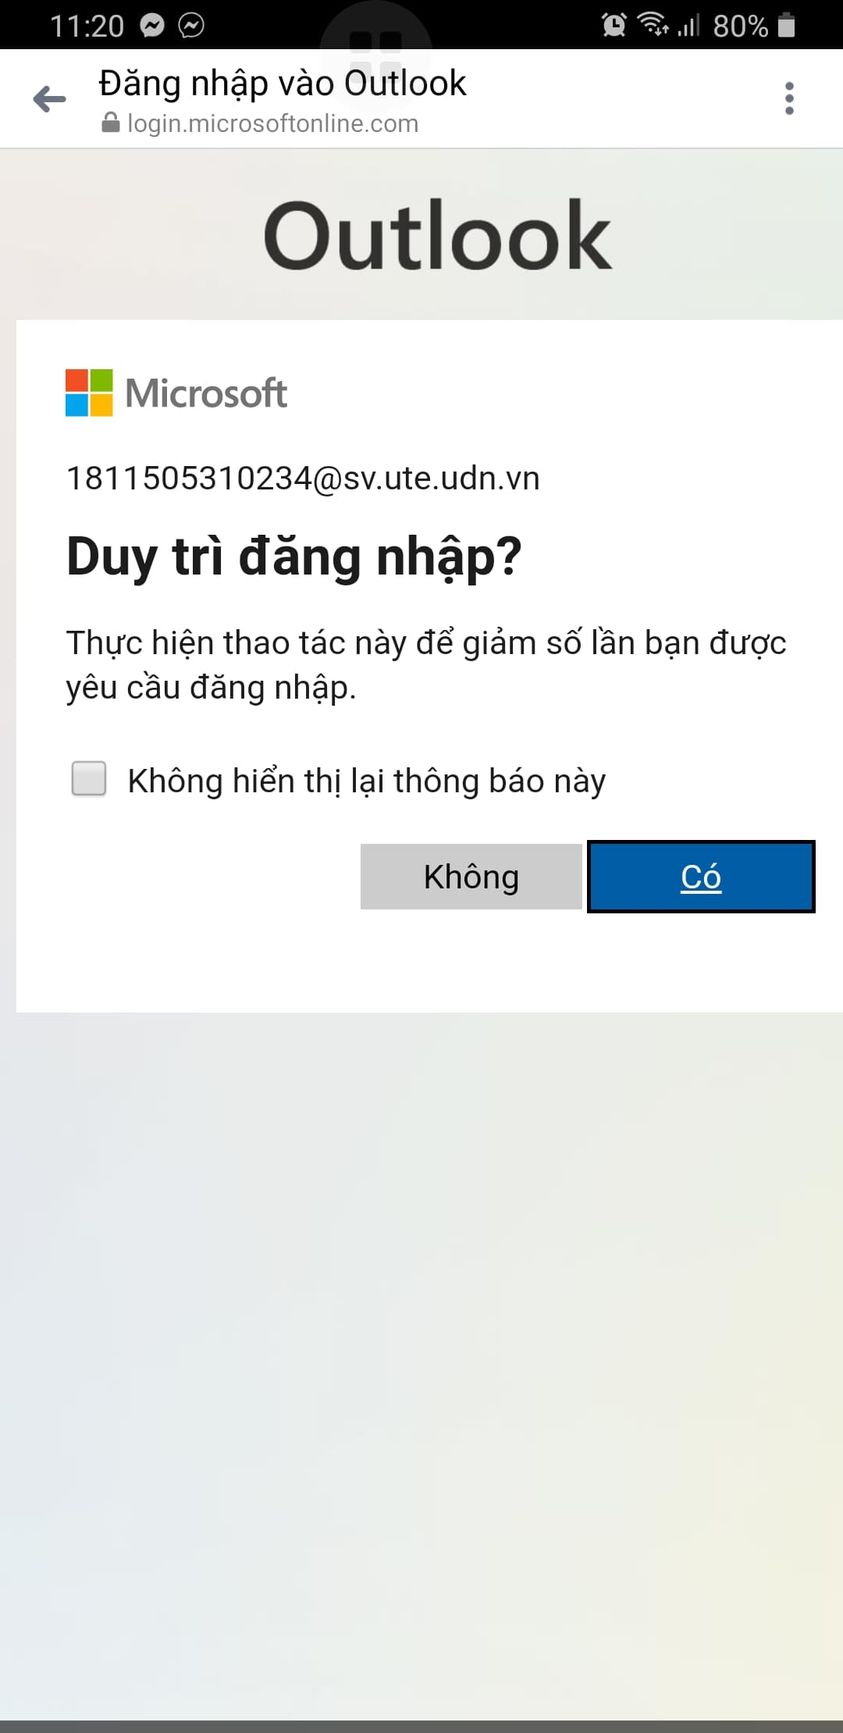 11:20
80%
Đăng nhập vào Outlook
login.microsoftonline.com
Outlook
Microsoft
1811505310234@sv.ute.udn.vn
Duy trì đăng nhập?
Thực hiện thao tác này để giảm số lần bạn được
yêu cầu đăng nhập.
Không hiển thị lại thông báo này
Không
Có